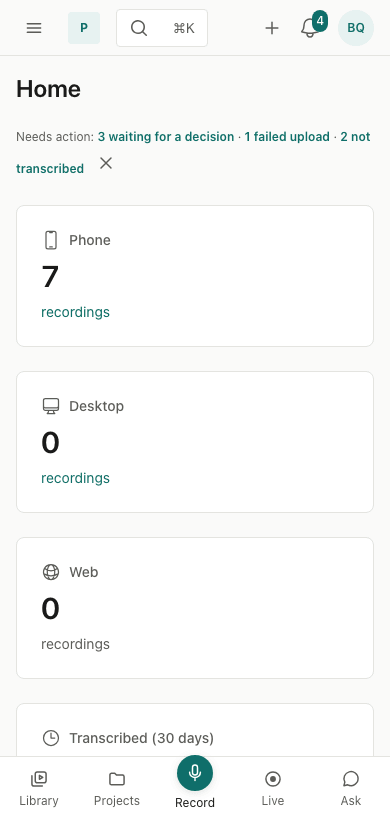 P
⌘K
4
BQ
Home
Needs action: 3 waiting for a decision · 1 failed upload · 2 not
transcribed
Phone
7
recordings
Desktop
0
recordings
Web
0
recordings
Transcribed (30 days)
Library
Projects
Record
Live
Ask